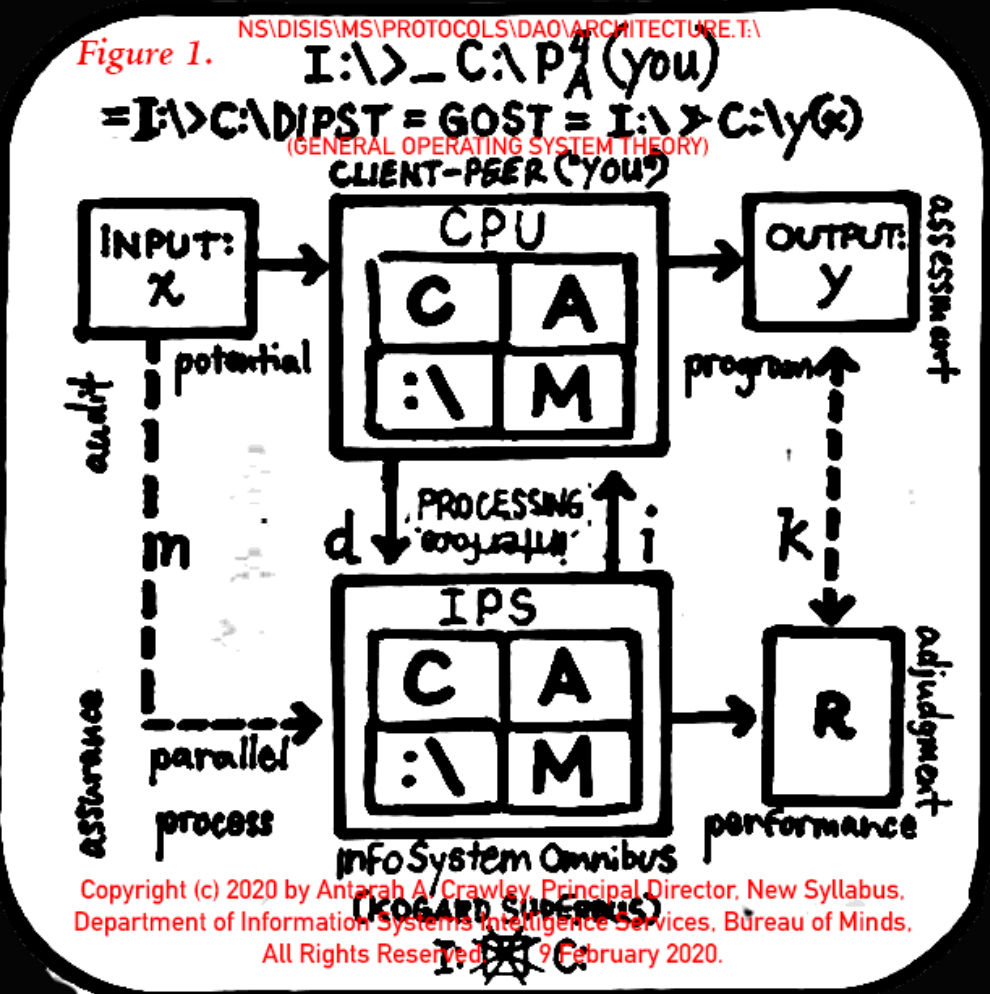 NS\DISIS\MS\PROTOCOLS\DAO\ARCHITECTURE.T:\
Figure 1.
I:\>_ C:\P4A(you)
=I:\>C:\DIPST = GOST = I:\>C:\y(x)
(GENERAL OPERATING SYSTEM THEORY)
CLIENT-PEER ("YOU")
INPUT:
x
CPU
C A
:\ M
OUTPUT:
y
assessment
potential
program
audit
m
d
PROCESSING
interface
i
k
IPS
C A
:\ M
R
adjudgment
assurance
parallel
process
performance
InfoSystem Omnibus
(KOGARD SUPERBUS)
Copyright (c) 2020 by Antarah A. Crawley, Principal Director, New Syllabus,
Department of Information Systems Intelligence Services, Bureau of Minds,
All Rights Reserved. 9 February 2020.
I: C: